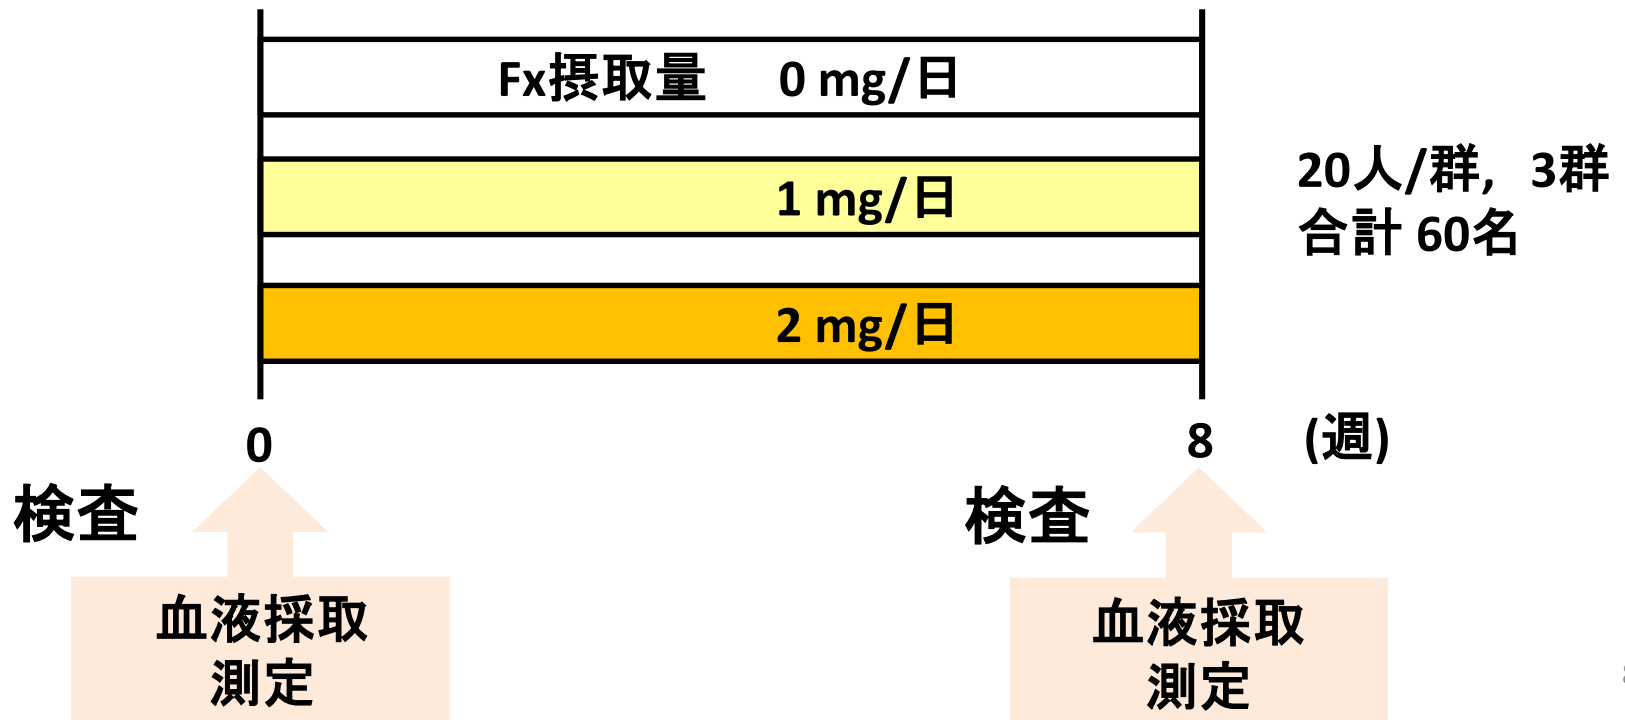 Fx摂取量 0 mg/日
1 mg/日
2 mg/日
20人/群, 3群
合計 60名
0
8
(週)
検査
検査
血液採取
測定
血液採取
測定